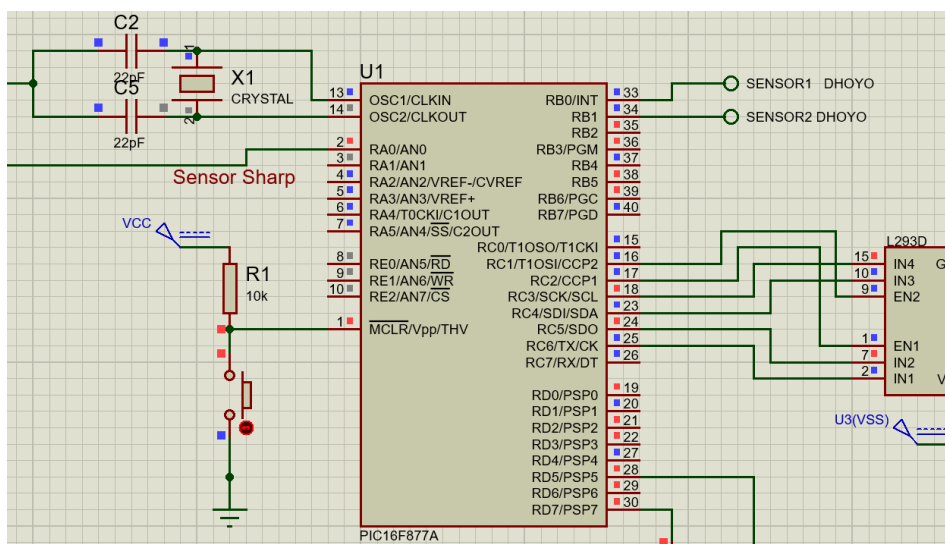 C2
22pF
C5
22pF
X1
CRYSTAL
1
2
Sensor Sharp
VCC
R1
10k
U1
13 OSC1/CLKIN
14 OSC2/CLKOUT
2 RA0/AN0
3 RA1/AN1
4 RA2/AN2/VREF-/CVREF
5 RA3/AN3/VREF+
6 RA4/T0CKI/C1OUT
7 RA5/AN4/SS/C2OUT
8 RE0/AN5/RD
9 RE1/AN6/WR
10 RE2/AN7/CS
1 MCLR/Vpp/THV
RB0/INT 33
RB1 34
RB2 35
RB3/PGM 36
RB4 37
RB5 38
RB6/PGC 39
RB7/PGD 40
RC0/T1OSO/T1CKI 15
RC1/T1OSI/CCP2 16
RC2/CCP1 17
RC3/SCK/SCL 18
RC4/SDI/SDA 23
RC5/SDO 24
RC6/TX/CK 25
RC7/RX/DT 26
RD0/PSP0 19
RD1/PSP1 20
RD2/PSP2 21
RD3/PSP3 22
RD4/PSP4 27
RD5/PSP5 28
RD6/PSP6 29
RD7/PSP7 30
PIC16F877A
SENSOR1 DHOYO
SENSOR2 DHOYO
L293D
15 IN4
10 IN3
9 EN2
1 EN1
7 IN2
2 IN1
G
V
U3(VSS)